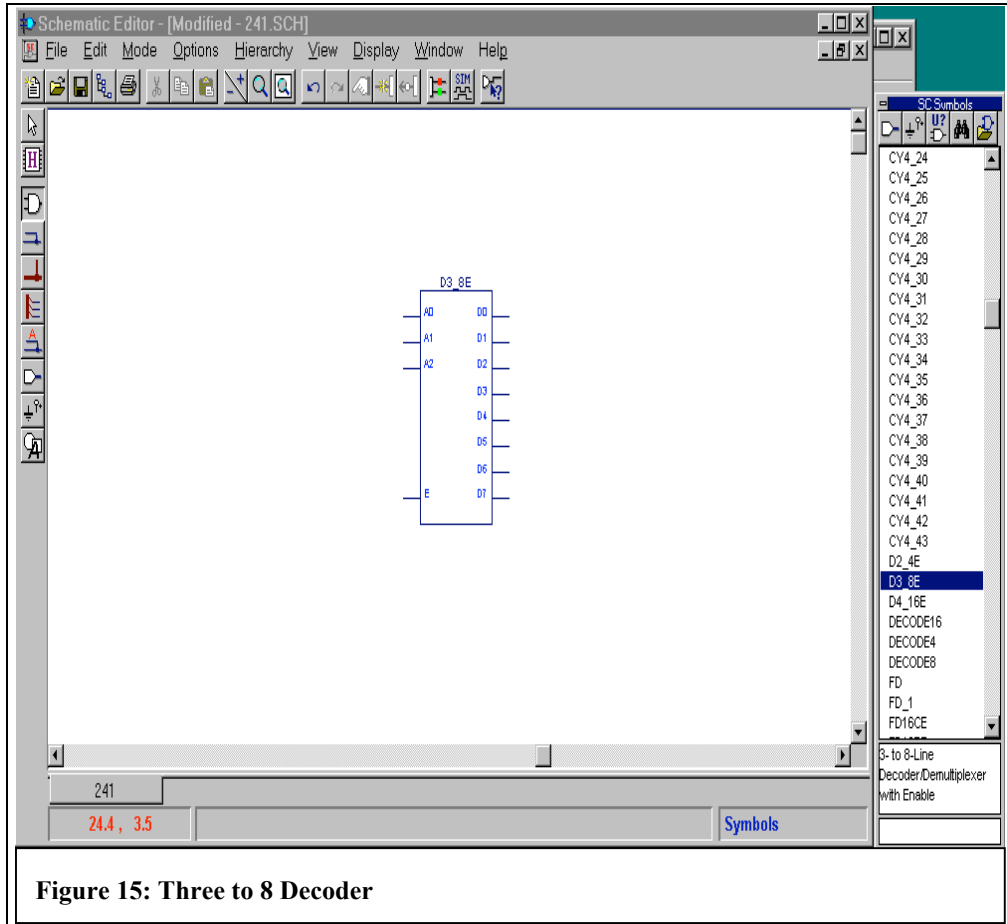 Schematic Editor - [Modified - 241.SCH]
File Edit Mode Options Hierarchy View Display Window Help
SIM
H
A
A
D3_8E
A0 D0
A1 D1
A2 D2
D3
D4
D5
D6
E D7
241
24.4 , 3.5
Symbols
SC Symbols
U?
CY4_24
CY4_25
CY4_26
CY4_27
CY4_28
CY4_29
CY4_30
CY4_31
CY4_32
CY4_33
CY4_34
CY4_35
CY4_36
CY4_37
CY4_38
CY4_39
CY4_40
CY4_41
CY4_42
CY4_43
D2_4E
D3_8E
D4_16E
DECODE16
DECODE4
DECODE8
FD
FD_1
FD16CE
3- to 8-Line
Decoder/Demultiplexer
with Enable
Figure 15: Three to 8 Decoder